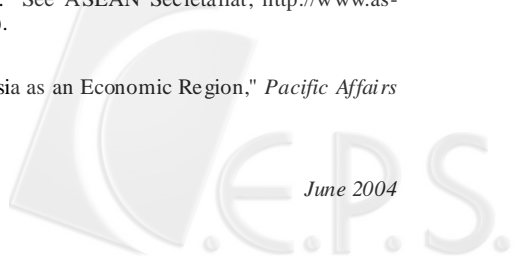 See ASEAN Secretariat, http://www.as-
).
sia as an Economic Region," Pacific Affairs
June 2004
C.E.P.S.